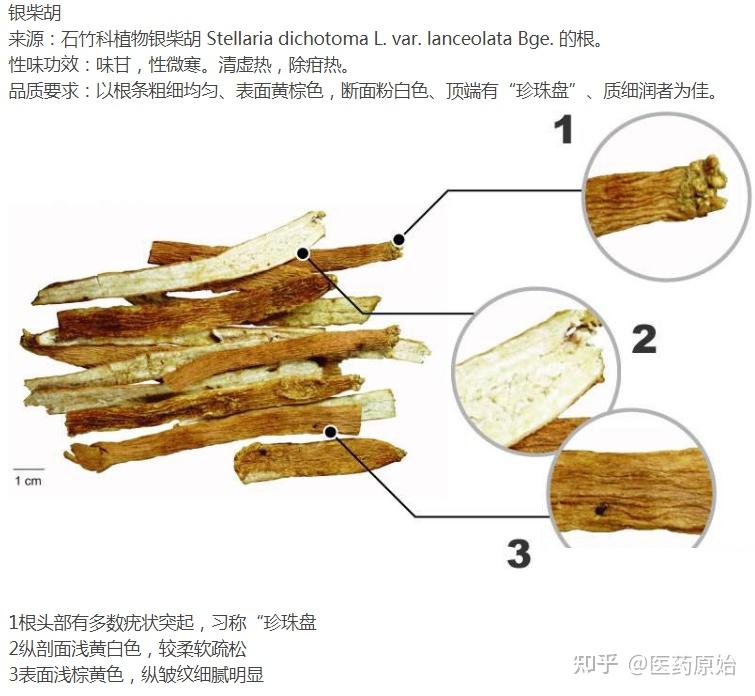 银柴胡
来源：石竹科植物银柴胡 Stellaria dichotoma L. var. lanceolata Bge. 的根。
性味功效：味甘，性微寒。清虚热，除疳热。
品质要求：以根条粗细均匀、表面黄棕色，断面粉白色、顶端有“珍珠盘”、质细润者为佳。
1
2
1 cm
3
1根头部有多数疣状突起，习称“珍珠盘
2纵剖面浅黄白色，较柔软疏松
3表面浅棕黄色，纵皱纹细腻明显
知乎 @医药原始